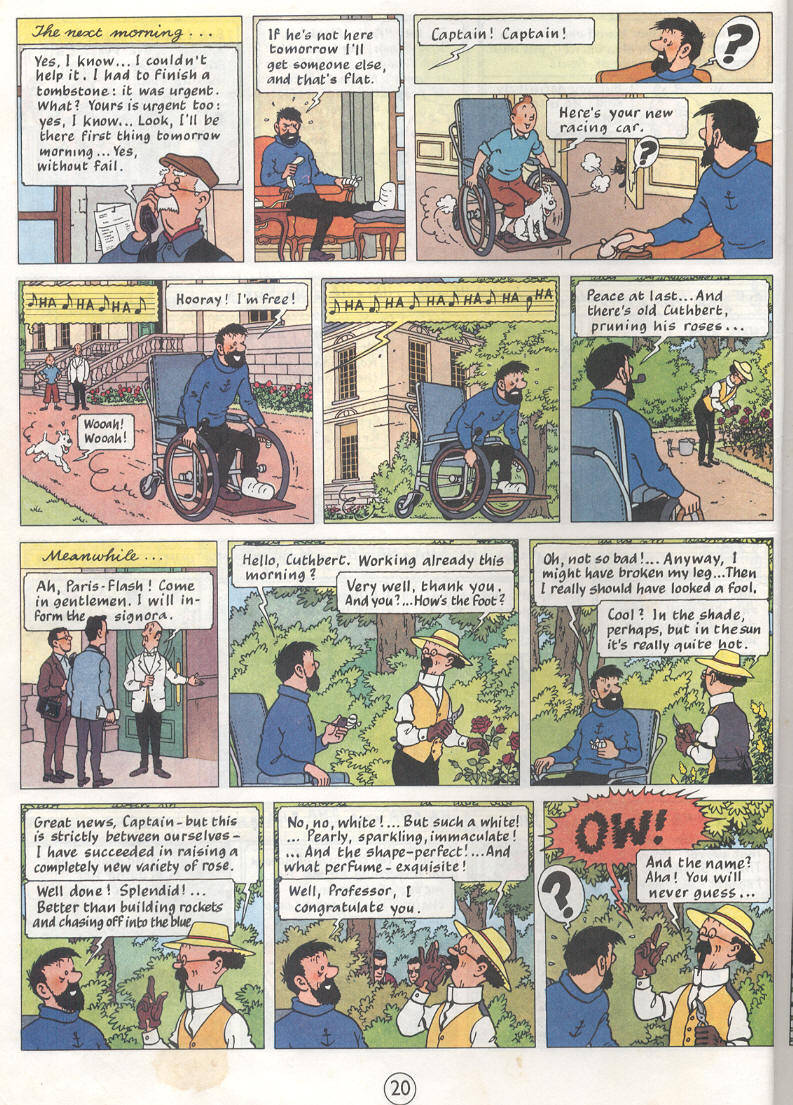 The next morning...
Yes, I know... I couldn't
help it. I had to finish a
tombstone: it was urgent.
What? Yours is urgent too:
yes, I know... Look, I'll be
there first thing tomorrow
morning... Yes,
without fail.
If he's not here
tomorrow I'll
get someone else,
and that's flat.
Captain! Captain!
?
Here's your new
racing car.
?
HA HA HA
Hooray! I'm free!
Wooah!
Wooah!
HA HA HA HA HA HA
Peace at last... And
there's old Cuthbert,
pruning his roses...
Meanwhile...
Ah, Paris-Flash! Come
in gentlemen. I will in-
form the signora.
Hello, Cuthbert. Working already this
morning?
Very well, thank you.
And you?... How's the foot?
Oh, not so bad!... Anyway, I
might have broken my leg... Then
I really should have looked a fool.
Cool? In the shade,
perhaps, but in the sun
it's really quite hot.
Great news, Captain - but this
is strictly between ourselves -
I have succeeded in raising a
completely new variety of rose.
Well done! Splendid!...
Better than building rockets
and chasing off into the blue.
No, no, white!... But such a white!
... Pearly, sparkling, immaculate!
... And the shape - perfect!... And
what perfume - exquisite!
Well, Professor, I
congratulate you.
OW!
?
And the name?
Aha! You will
never guess...
20